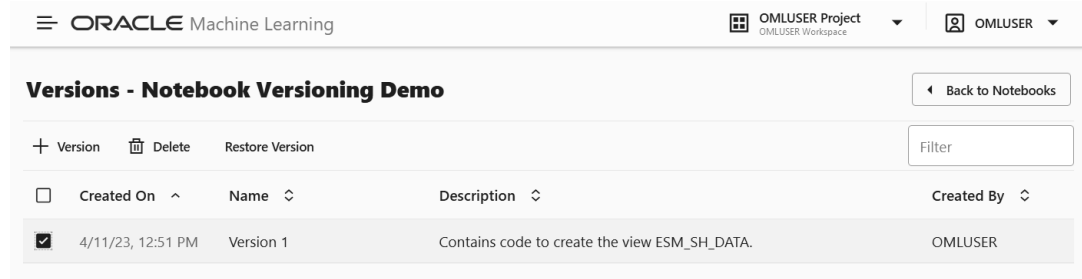 ORACLE Machine Learning
OMLUSER Project
OMLUSER Workspace
OMLUSER
Versions - Notebook Versioning Demo
Back to Notebooks
Version Delete Restore Version
Filter
Created On Name Description Created By
4/11/23, 12:51 PM Version 1 Contains code to create the view ESM_SH_DATA. OMLUSER